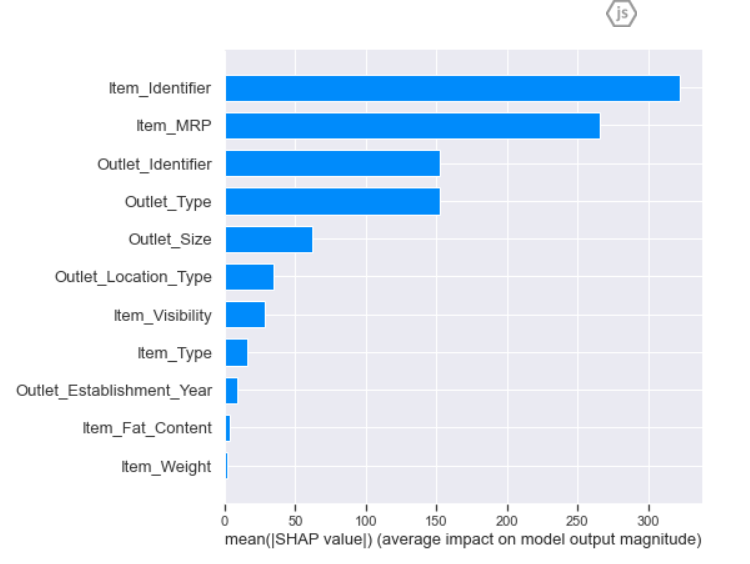 js
Item_Identifier
Item_MRP
Outlet_Identifier
Outlet_Type
Outlet_Size
Outlet_Location_Type
Item_Visibility
Item_Type
Outlet_Establishment_Year
Item_Fat_Content
Item_Weight
0 50 100 150 200 250 300
mean(|SHAP value|) (average impact on model output magnitude)